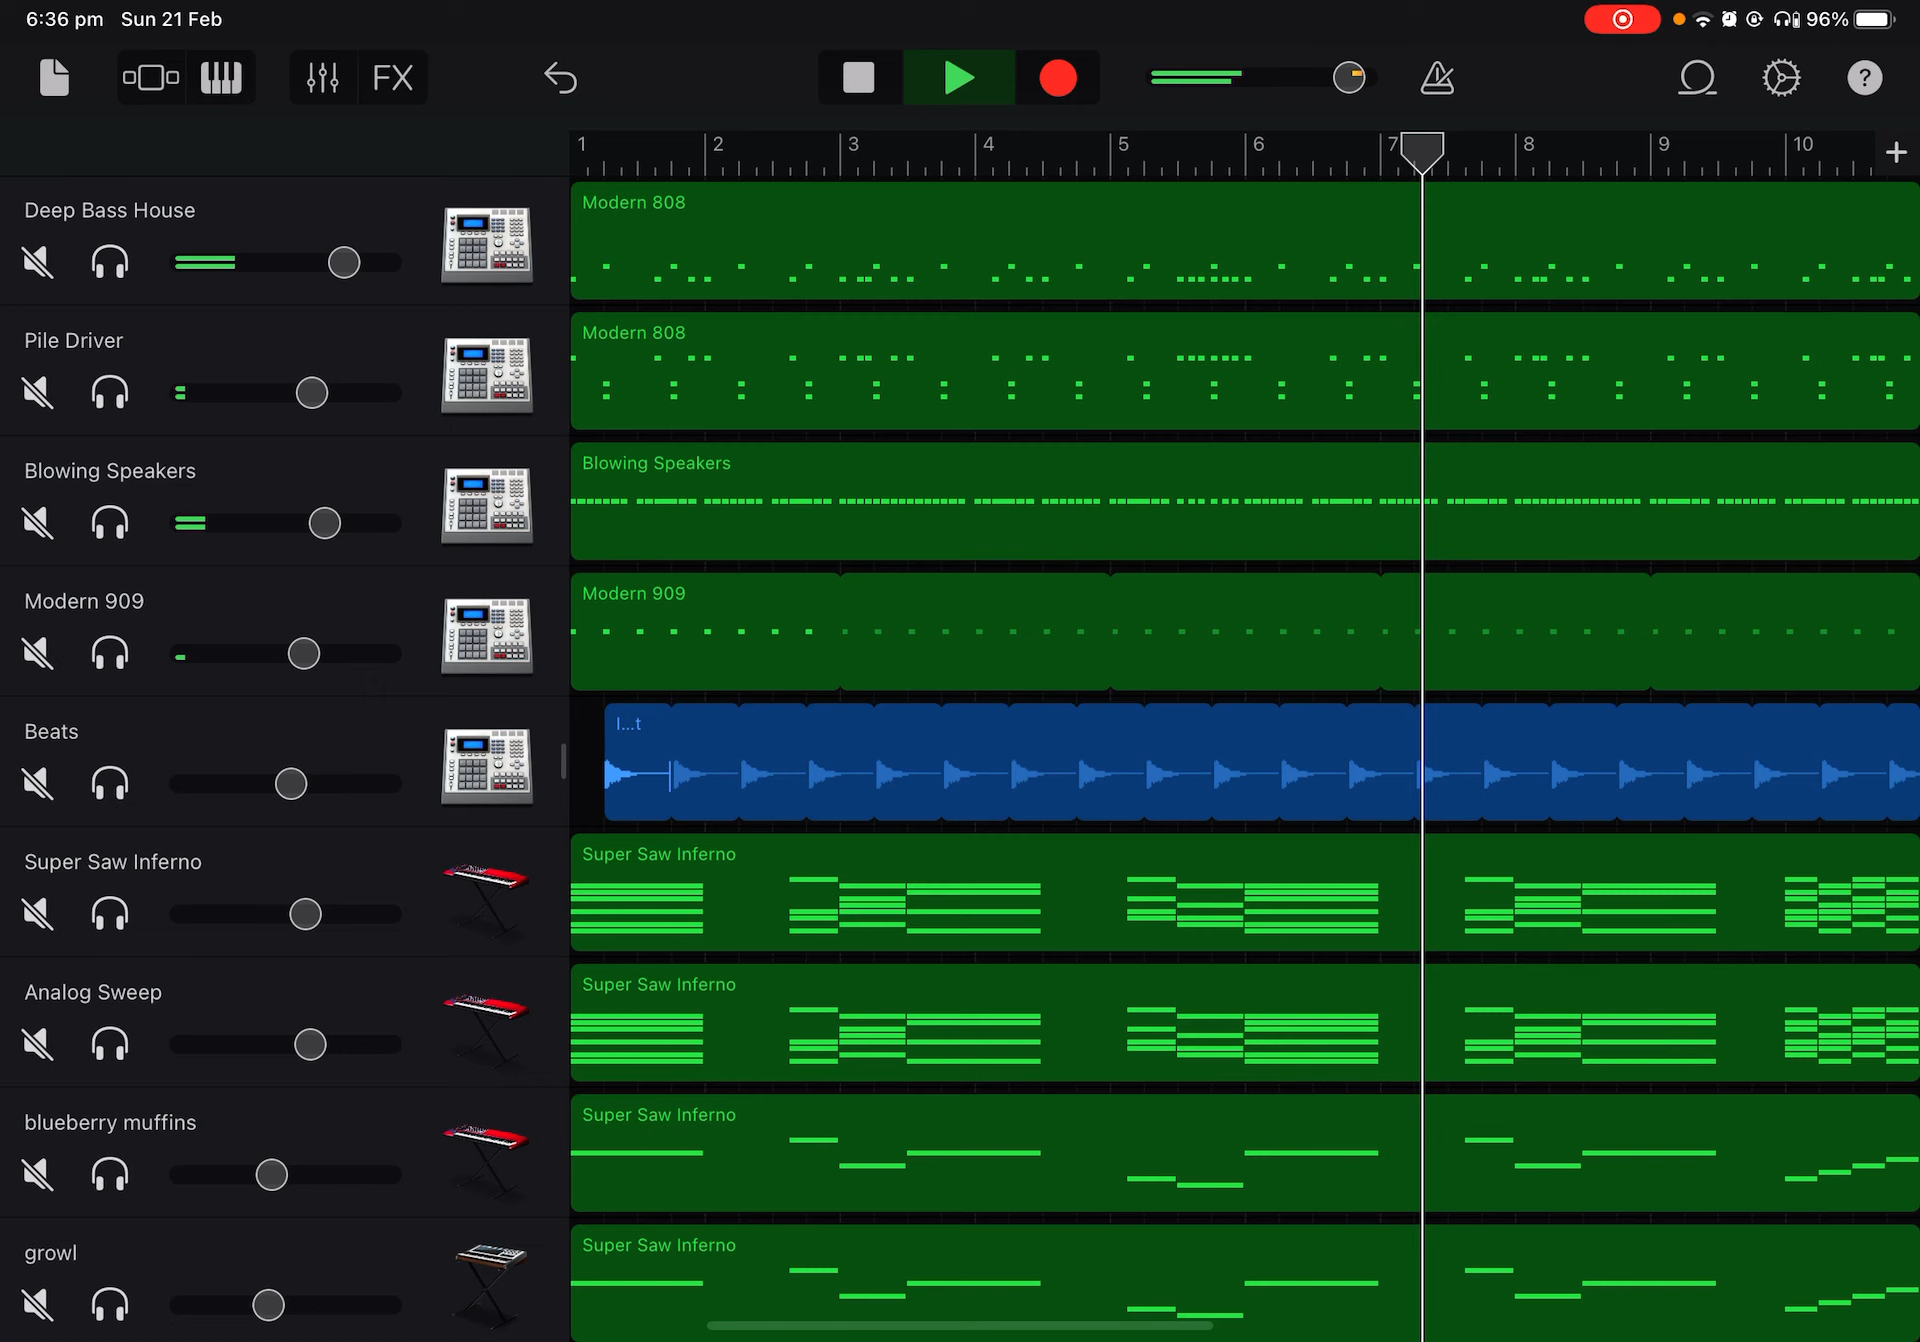 6:36 pm Sun 21 Feb
96%
FX
?
1 2 3 4 5 6 7 8 9 10 +
Deep Bass House
Modern 808
Pile Driver
Modern 808
Blowing Speakers
Blowing Speakers
Modern 909
Modern 909
Beats
I...t
Super Saw Inferno
Super Saw Inferno
Analog Sweep
Super Saw Inferno
blueberry muffins
Super Saw Inferno
growl
Super Saw Inferno